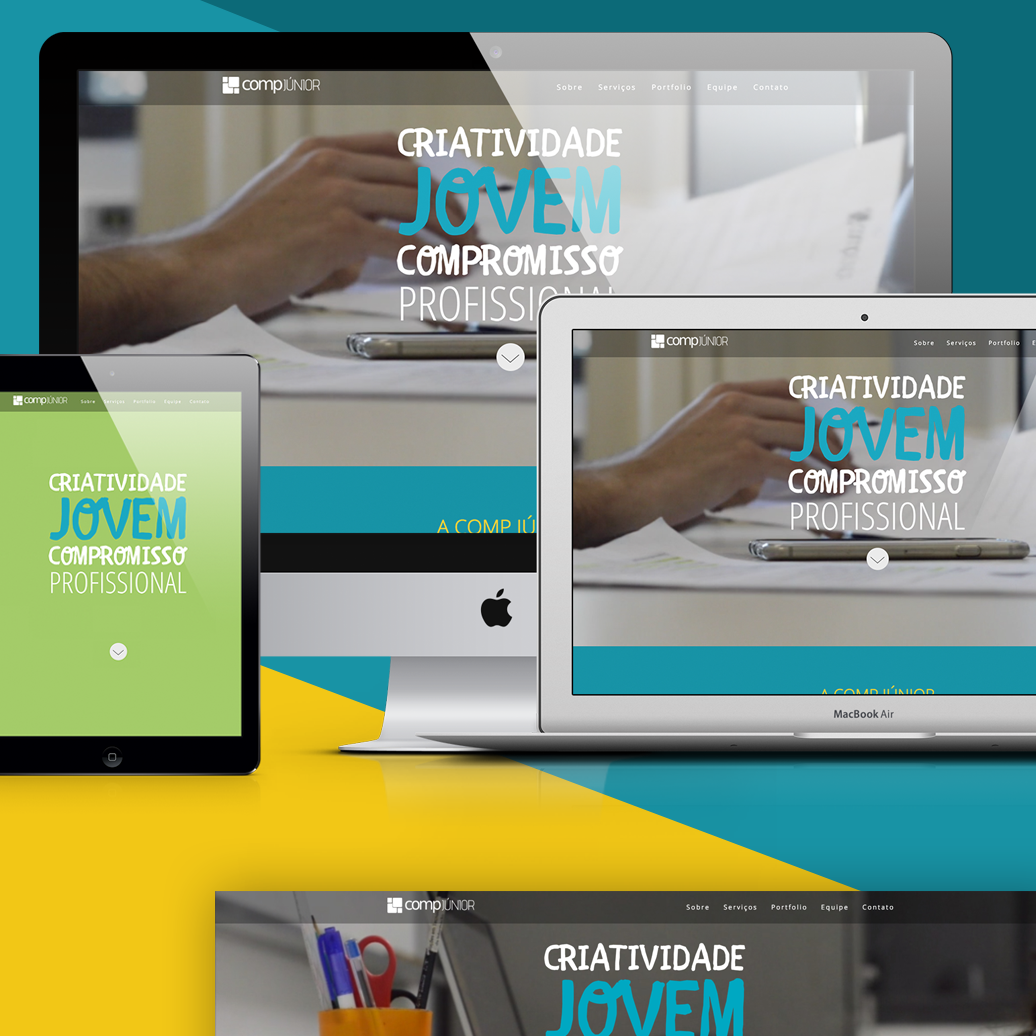 compJÚNIOR
Sobre Serviços Portfolio Equipe Contato
CRIATIVIDADE
JOVEM
COMPROMISSO
PROFISSIONAL
A COMP JÚ
compJÚNIOR
Sobre Serviços Portfolio E
CRIATIVIDADE
JOVEM
COMPROMISSO
PROFISSIONAL
A COMP JÚNIOR
MacBook Air
compJÚNIOR
Sobre Serviços Portfolio Equipe Contato
CRIATIVIDADE
JOVEM
COMPROMISSO
PROFISSIONAL
compJÚNIOR
Sobre Serviços Portfolio Equipe Contato
CRIATIVIDADE
JOVEM